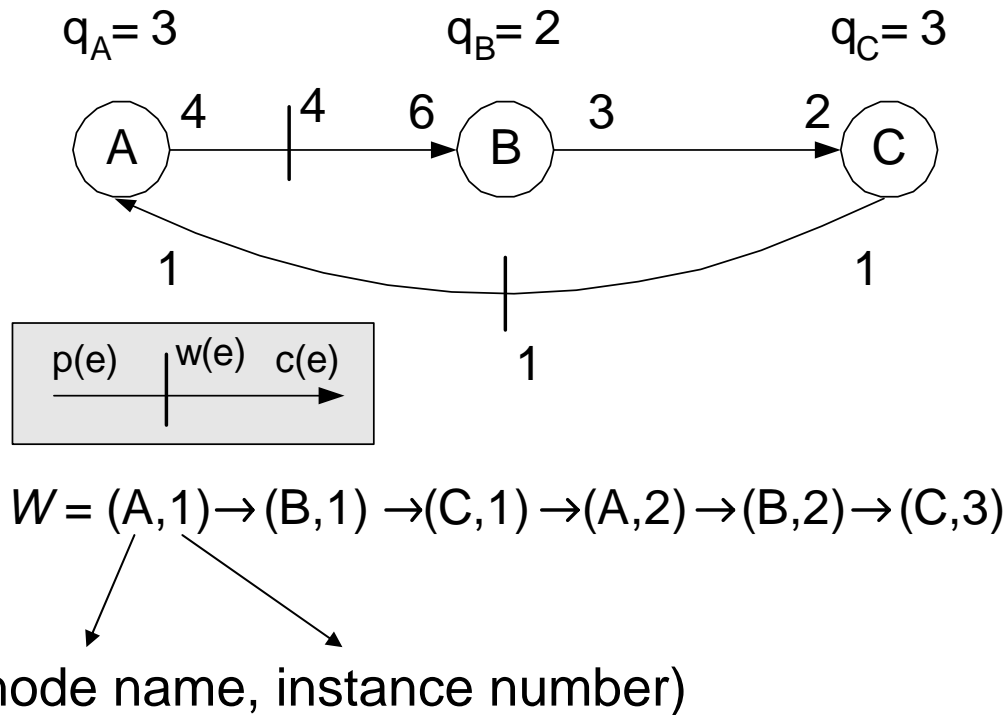 q_A= 3 q_B= 2 q_C= 3
4 4 6 3 2
A B C
1 1
1
p(e) w(e) c(e)
W = (A,1)→(B,1) →(C,1) →(A,2)→(B,2)→(C,3)
node name, instance number)